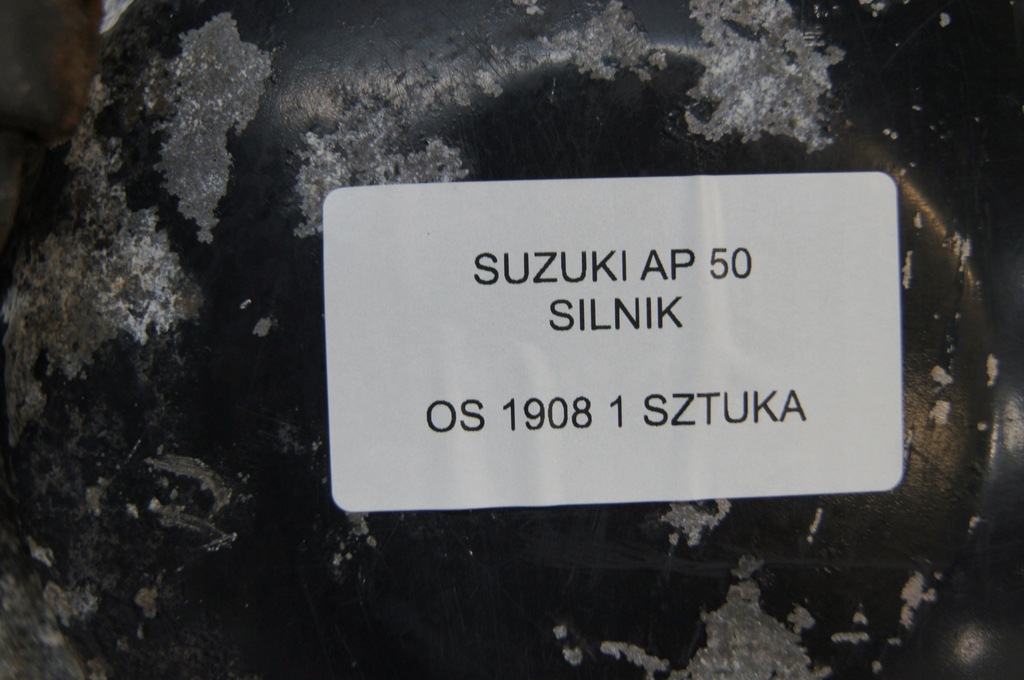 SUZUKI AP 50
SILNIK
OS 1908 1 SZTUKA